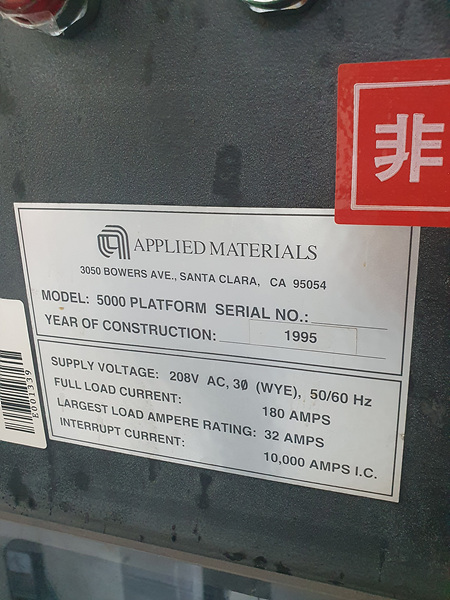 非
APPLIED MATERIALS
3050 BOWERS AVE., SANTA CLARA, CA 95054
MODEL: 5000 PLATFORM SERIAL NO.:
YEAR OF CONSTRUCTION: 1995
SUPPLY VOLTAGE: 208V AC, 3Ø (WYE), 50/60 Hz
FULL LOAD CURRENT: 180 AMPS
LARGEST LOAD AMPERE RATING: 32 AMPS
INTERRUPT CURRENT: 10,000 AMPS I.C.
E001339